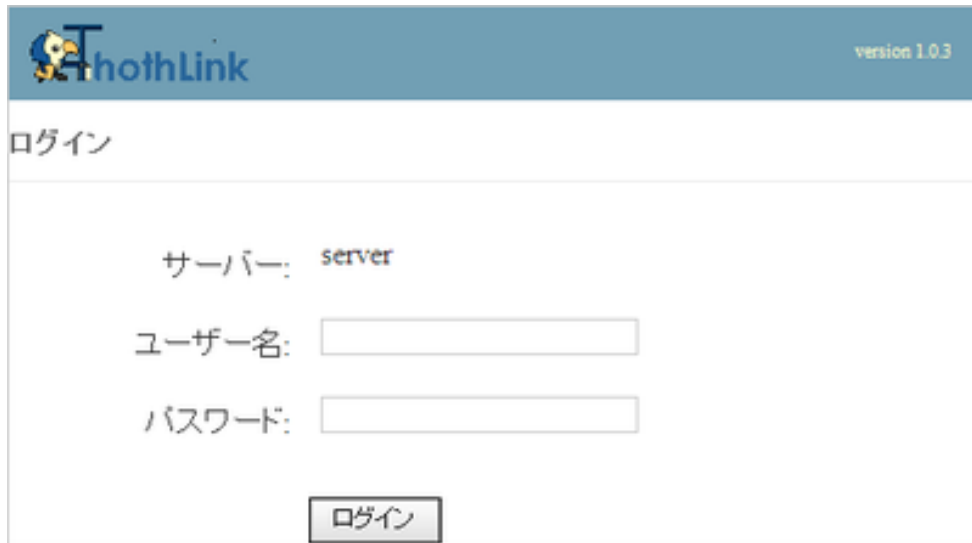 ThothLink
version 1.0.3
ログイン
サーバー: server
ユーザー名:
パスワード:
ログイン